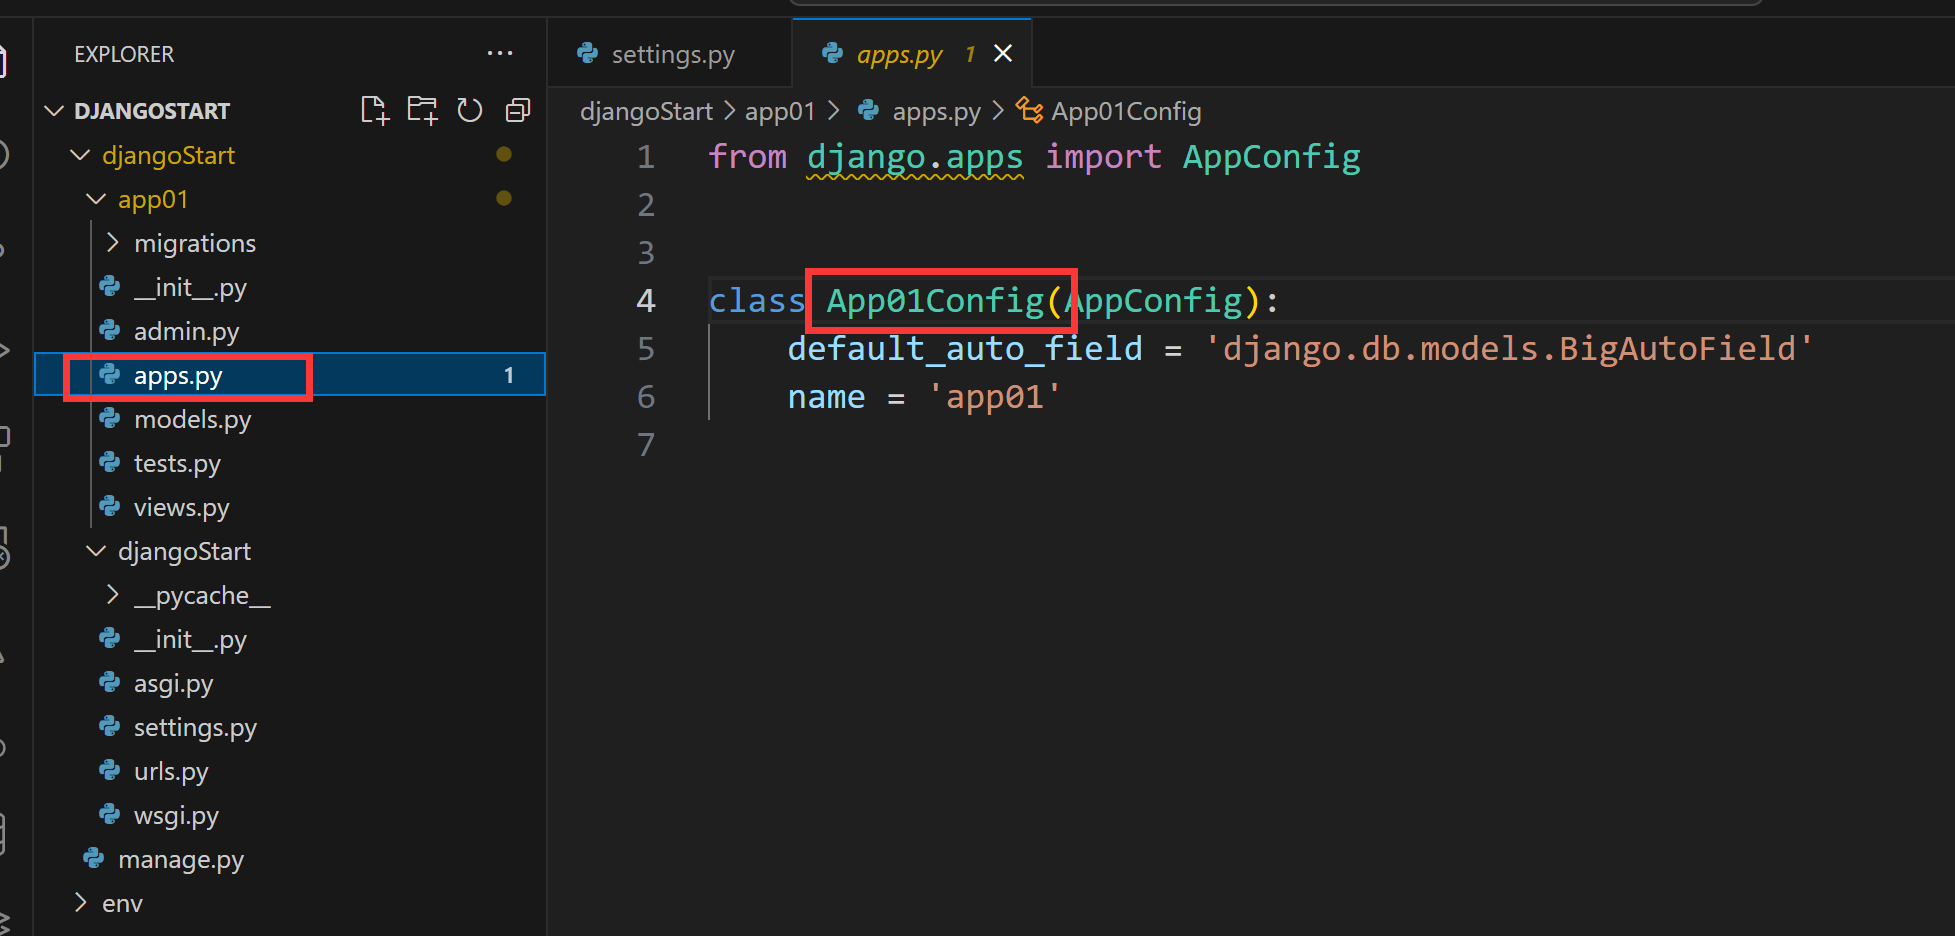 EXPLORER
DJANGOSTART
djangoStart
app01
migrations
__init__.py
admin.py
apps.py 1
models.py
tests.py
views.py
djangoStart
__pycache__
__init__.py
asgi.py
settings.py
urls.py
wsgi.py
manage.py
env
settings.py apps.py 1
djangoStart > app01 > apps.py > App01Config
1 from django.apps import AppConfig
2
3
4 class App01Config(AppConfig):
5 default_auto_field = 'django.db.models.BigAutoField'
6 name = 'app01'
7